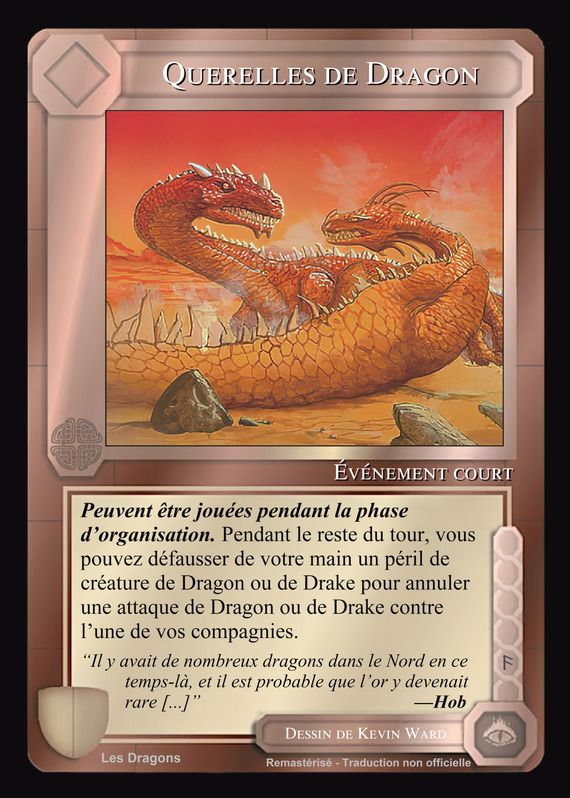 Querelles de Dragon
Événement court
Peuvent être jouées pendant la phase
d’organisation. Pendant le reste du tour, vous
pouvez défausser de votre main un péril de
créature de Dragon ou de Drake pour annuler
une attaque de Dragon ou de Drake contre
l’une de vos compagnies.
“Il y avait de nombreux dragons dans le Nord en ce
temps-là, et il est probable que l’or y devenait
rare [...]” —Hob
Dessin de Kevin Ward
Les Dragons
Remastérisé - Traduction non officielle